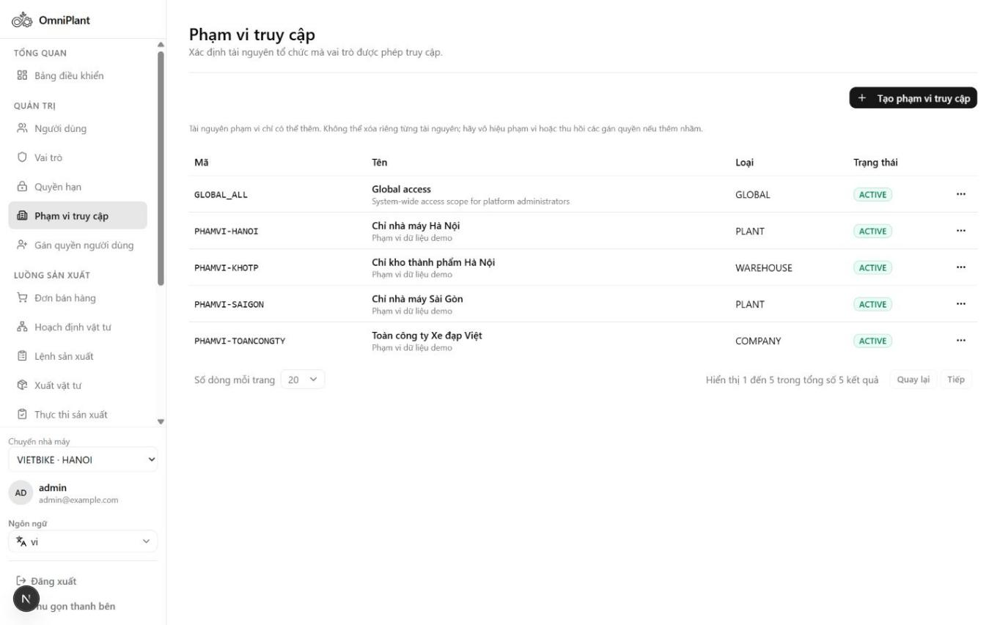 OmniPlant
TỔNG QUAN
Bảng điều khiển
QUẢN TRỊ
Người dùng
Vai trò
Quyền hạn
Phạm vi truy cập
Gán quyền người dùng
LUỒNG SẢN XUẤT
Đơn bán hàng
Hoạch định vật tư
Lệnh sản xuất
Xuất vật tư
Thực thi sản xuất
Chuyển nhà máy
VIETBIKE · HANOI
AD
admin
admin@example.com
Ngôn ngữ
vi
Đăng xuất
N
hu gọn thanh bên
Phạm vi truy cập
Xác định tài nguyên tổ chức mà vai trò được phép truy cập.
+ Tạo phạm vi truy cập
Tài nguyên phạm vi chỉ có thể thêm. Không thể xóa riêng từng tài nguyên; hãy vô hiệu phạm vi hoặc thu hồi các gán quyền nếu thêm nhầm.
Mã Tên Loại Trạng thái
GLOBAL_ALL Global access GLOBAL ACTIVE ...
System-wide access scope for platform administrators
PHAMVI-HANOI Chỉ nhà máy Hà Nội PLANT ACTIVE ...
Phạm vi dữ liệu demo
PHAMVI-KHOTP Chỉ kho thành phẩm Hà Nội WAREHOUSE ACTIVE ...
Phạm vi dữ liệu demo
PHAMVI-SAIGON Chỉ nhà máy Sài Gòn PLANT ACTIVE ...
Phạm vi dữ liệu demo
PHAMVI-TOANCONGTY Toàn công ty Xe đạp Việt COMPANY ACTIVE ...
Phạm vi dữ liệu demo
Số dòng mỗi trang 20 Hiển thị 1 đến 5 trong tổng số 5 kết quả Quay lại Tiếp